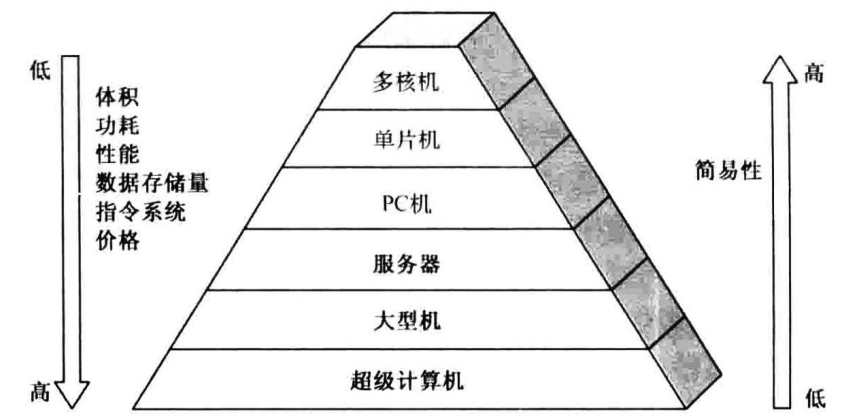 低
体积
功耗
性能
数据存储量
指令系统
价格
高
多核机
单片机
PC机
服务器
大型机
超级计算机
高
简易性
低